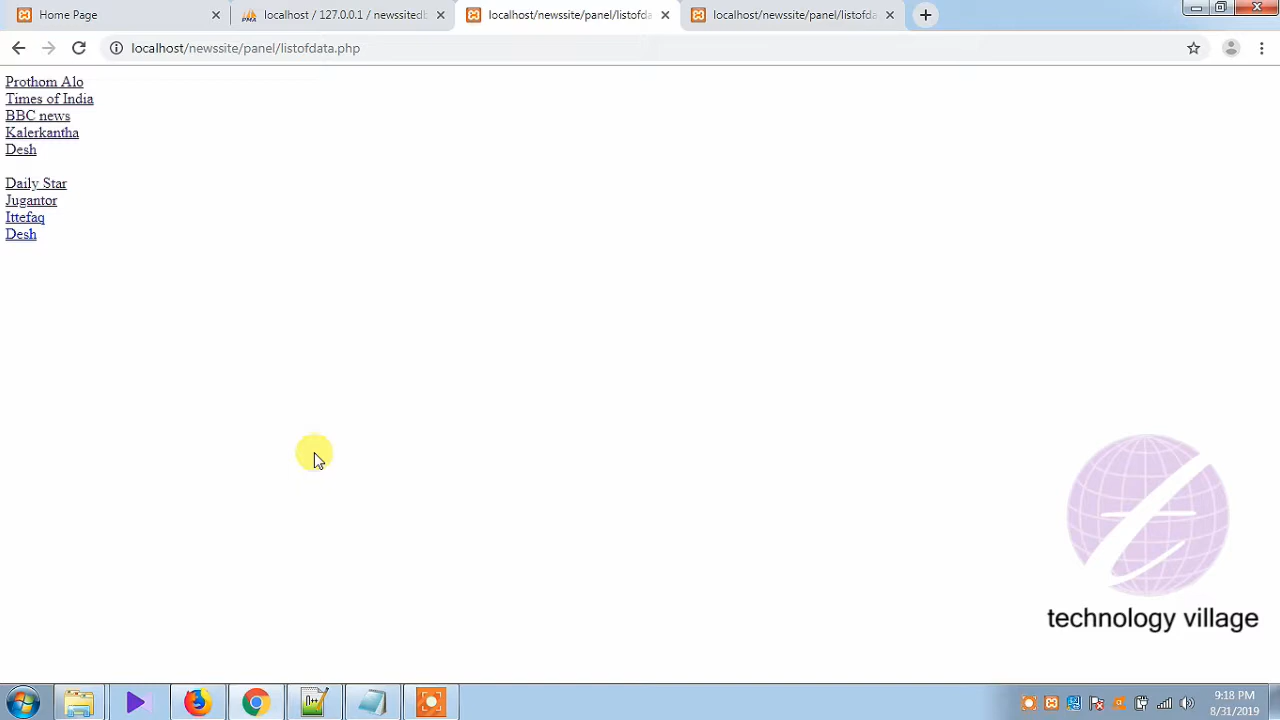 Home Page
localhost / 127.0.0.1 / newssited
localhost/newssite/panel/listofda
localhost/newssite/panel/listofda
localhost/newssite/panel/listofdata.php
Prothom Alo
Times of India
BBC news
Kalerkantha
Desh
Daily Star
Jugantor
Ittefaq
Desh
technology village
9:18 PM
8/31/2019